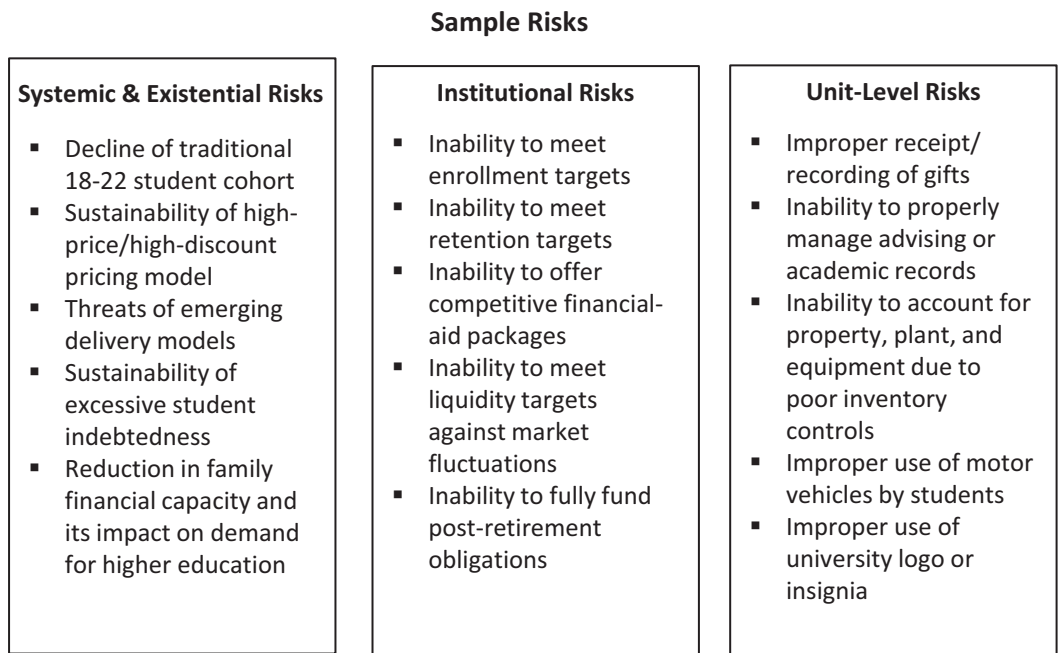 Sample Risks
Systemic & Existential Risks
▪ Decline of traditional
18-22 student cohort
▪ Sustainability of high-
price/high-discount
pricing model
▪ Threats of emerging
delivery models
▪ Sustainability of
excessive student
indebtedness
▪ Reduction in family
financial capacity and
its impact on demand
for higher education
Institutional Risks
▪ Inability to meet
enrollment targets
▪ Inability to meet
retention targets
▪ Inability to offer
competitive financial-
aid packages
▪ Inability to meet
liquidity targets
against market
fluctuations
▪ Inability to fully fund
post-retirement
obligations
Unit-Level Risks
▪ Improper receipt/
recording of gifts
▪ Inability to properly
manage advising or
academic records
▪ Inability to account for
property, plant, and
equipment due to
poor inventory
controls
▪ Improper use of motor
vehicles by students
▪ Improper use of
university logo or
insignia